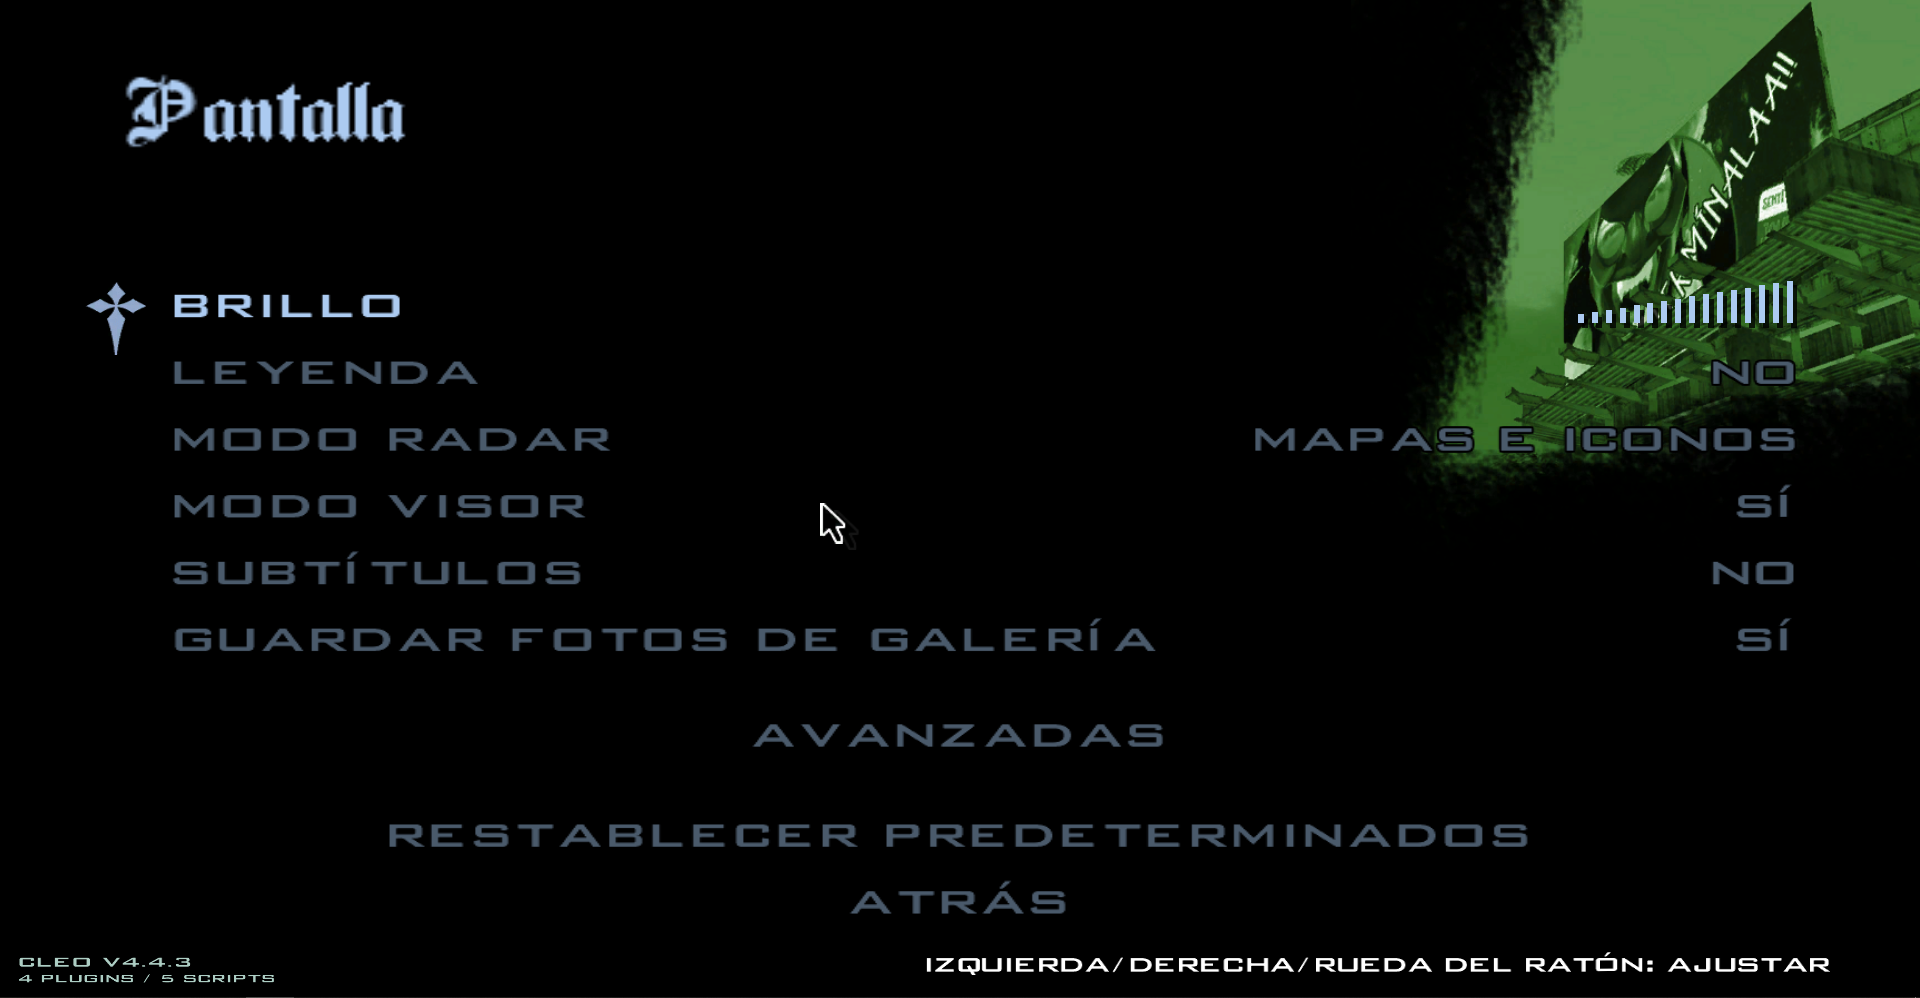 Pantalla
BRILLO
LEYENDA NO
MODO RADAR MAPAS E ICONOS
MODO VISOR SÍ
SUBTÍTULOS NO
GUARDAR FOTOS DE GALERÍA SÍ
AVANZADAS
RESTABLECER PREDETERMINADOS
ATRÁS
CLEO V4.4.3
4 PLUGINS / 5 SCRIPTS
IZQUIERDA/DERECHA/RUEDA DEL RATÓN: AJUSTAR